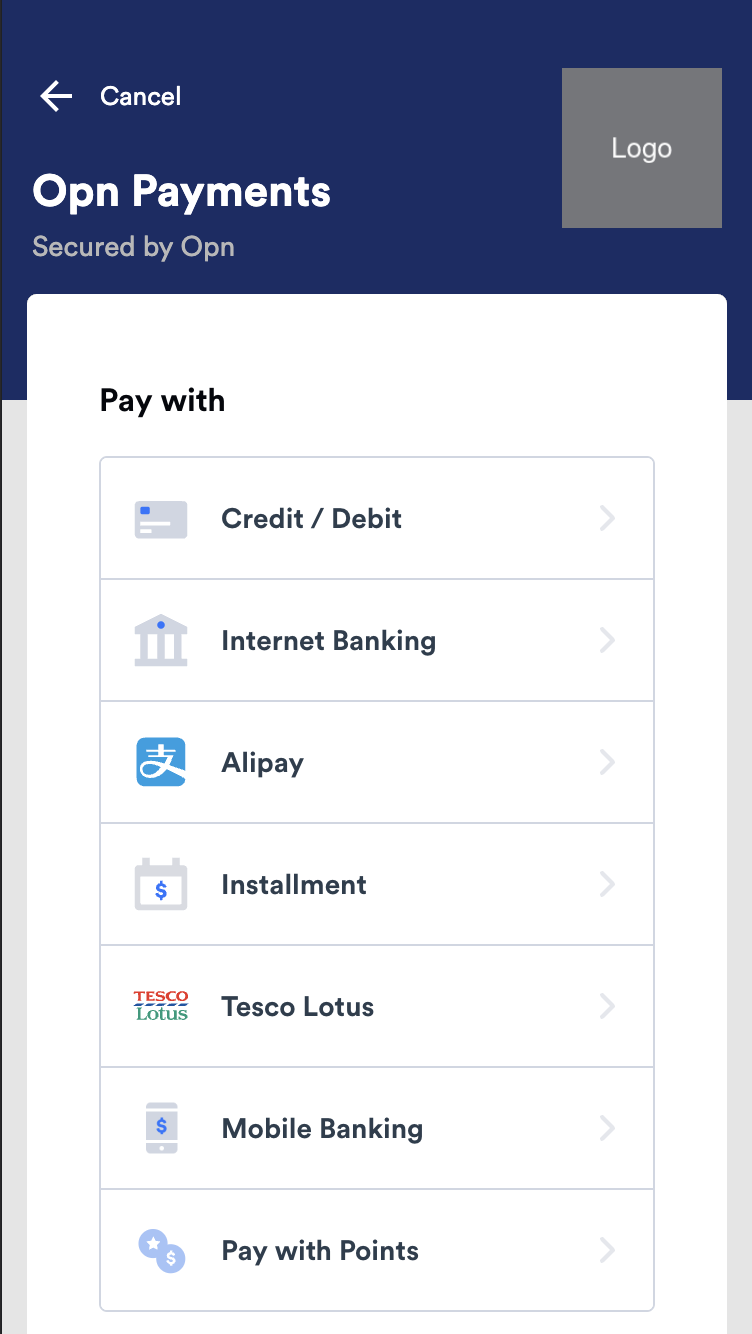 Cancel
Logo
Opn Payments
Secured by Opn
Pay with
Credit / Debit
Internet Banking
支
Alipay
$
Installment
TESCO
Lotus
Tesco Lotus
$
Mobile Banking
$
Pay with Points